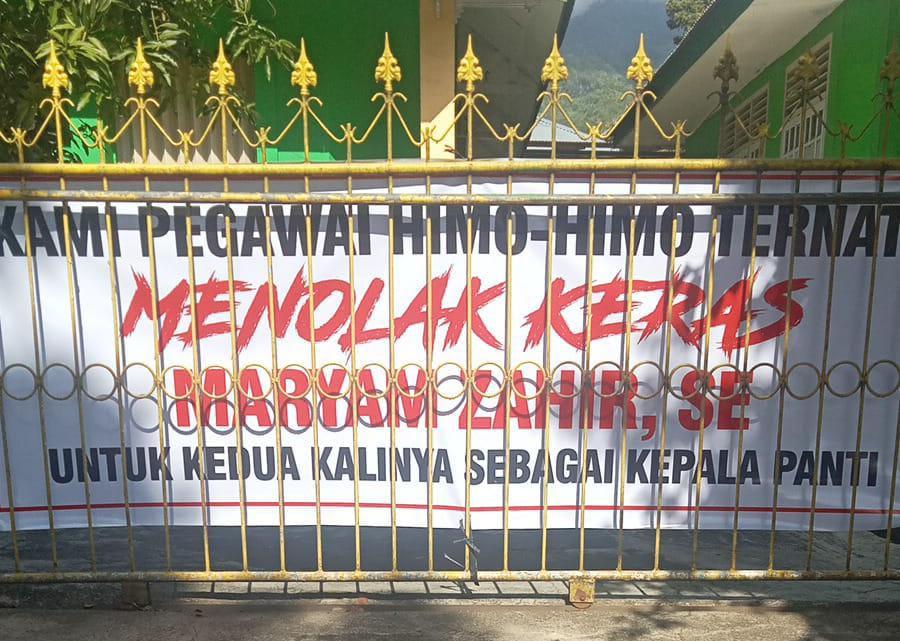 KAMI PEGAWAI HIMO-HIMO TERNAT
MENOLAK KERAS
MARYAM ZAHIR, SE
UNTUK KEDUA KALINYA SEBAGAI KEPALA PANTI